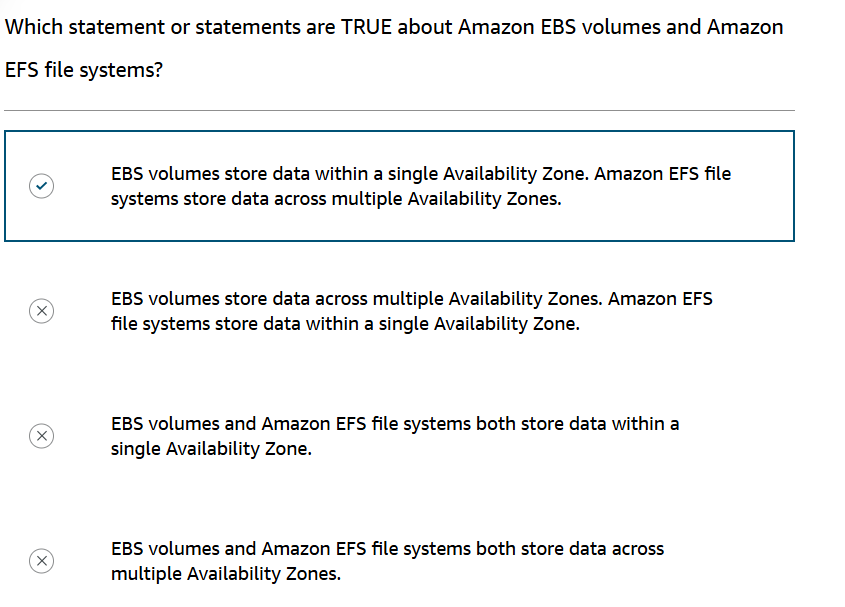 Which statement or statements are TRUE about Amazon EBS volumes and Amazon
EFS file systems?
EBS volumes store data within a single Availability Zone. Amazon EFS file
systems store data across multiple Availability Zones.
EBS volumes store data across multiple Availability Zones. Amazon EFS
file systems store data within a single Availability Zone.
EBS volumes and Amazon EFS file systems both store data within a
single Availability Zone.
EBS volumes and Amazon EFS file systems both store data across
multiple Availability Zones.